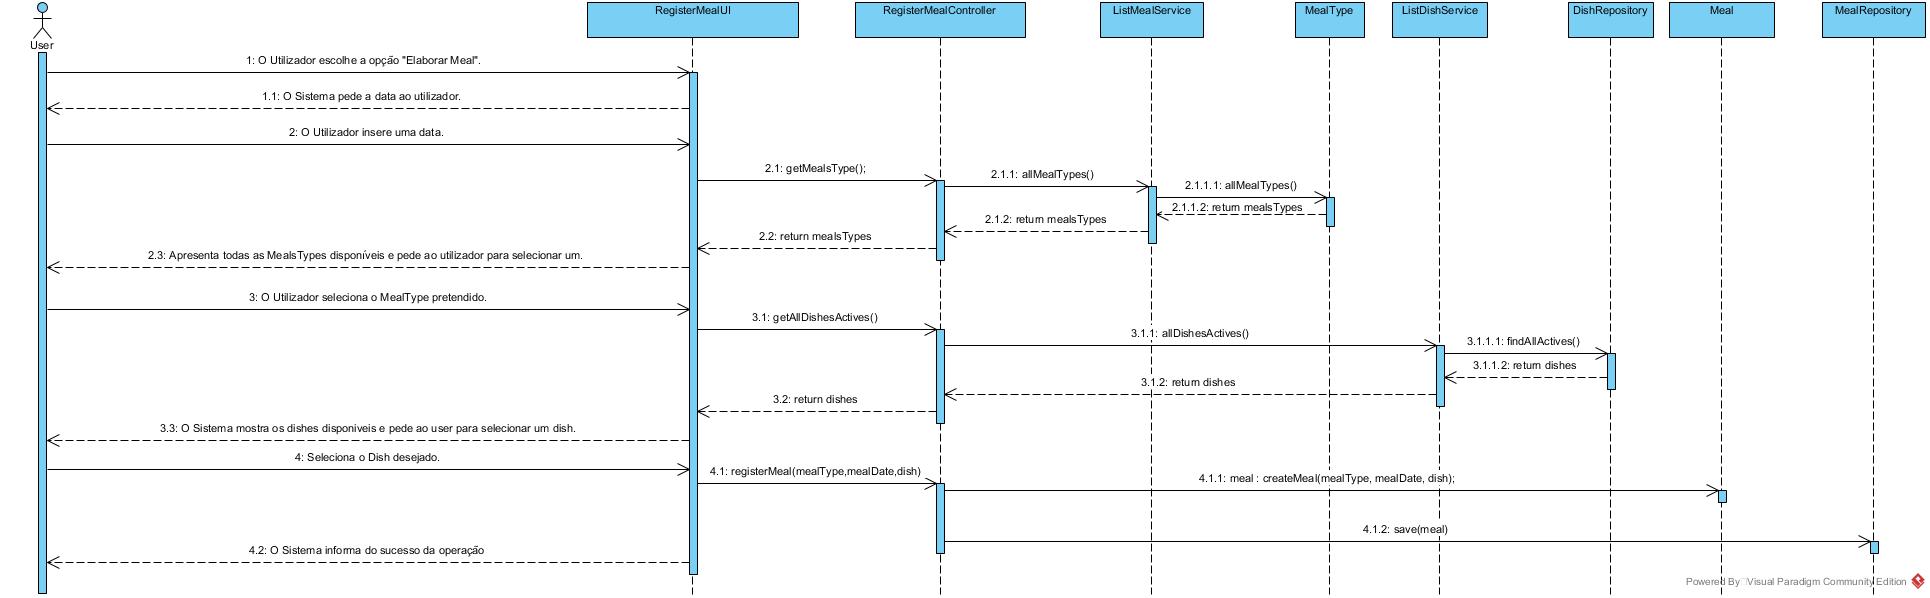 RegisterMealUI
RegisterMealController
ListMealService
MealType
ListDishService
DishRepository
Meal
MealRepository
User
1: O Utilizador escolhe a opção "Elaborar Meal".
1.1: O Sistema pede a data ao utilizador.
2: O Utilizador insere uma data.
2.1: getMealsType();
2.1.1: allMealTypes()
2.1.1.1: allMealTypes()
2.1.1.2: return mealsTypes
2.1.2: return mealsTypes
2.2: return mealsTypes
2.3: Apresenta todas as MealsTypes disponíveis e pede ao utilizador para selecionar um.
3: O Utilizador seleciona o MealType pretendido.
3.1: getAllDishesActives()
3.1.1: allDishesActives()
3.1.1.1: findAllActives()
3.1.1.2: return dishes
3.1.2: return dishes
3.2: return dishes
3.3: O Sistema mostra os dishes disponiveis e pede ao user para selecionar um dish.
4: Seleciona o Dish desejado.
4.1: registerMeal(mealType,mealDate,dish)
4.1.1: meal : createMeal(mealType, mealDate, dish);
4.1.2: save(meal)
4.2: O Sistema informa do sucesso da operação
Powered By Visual Paradigm Community Edition